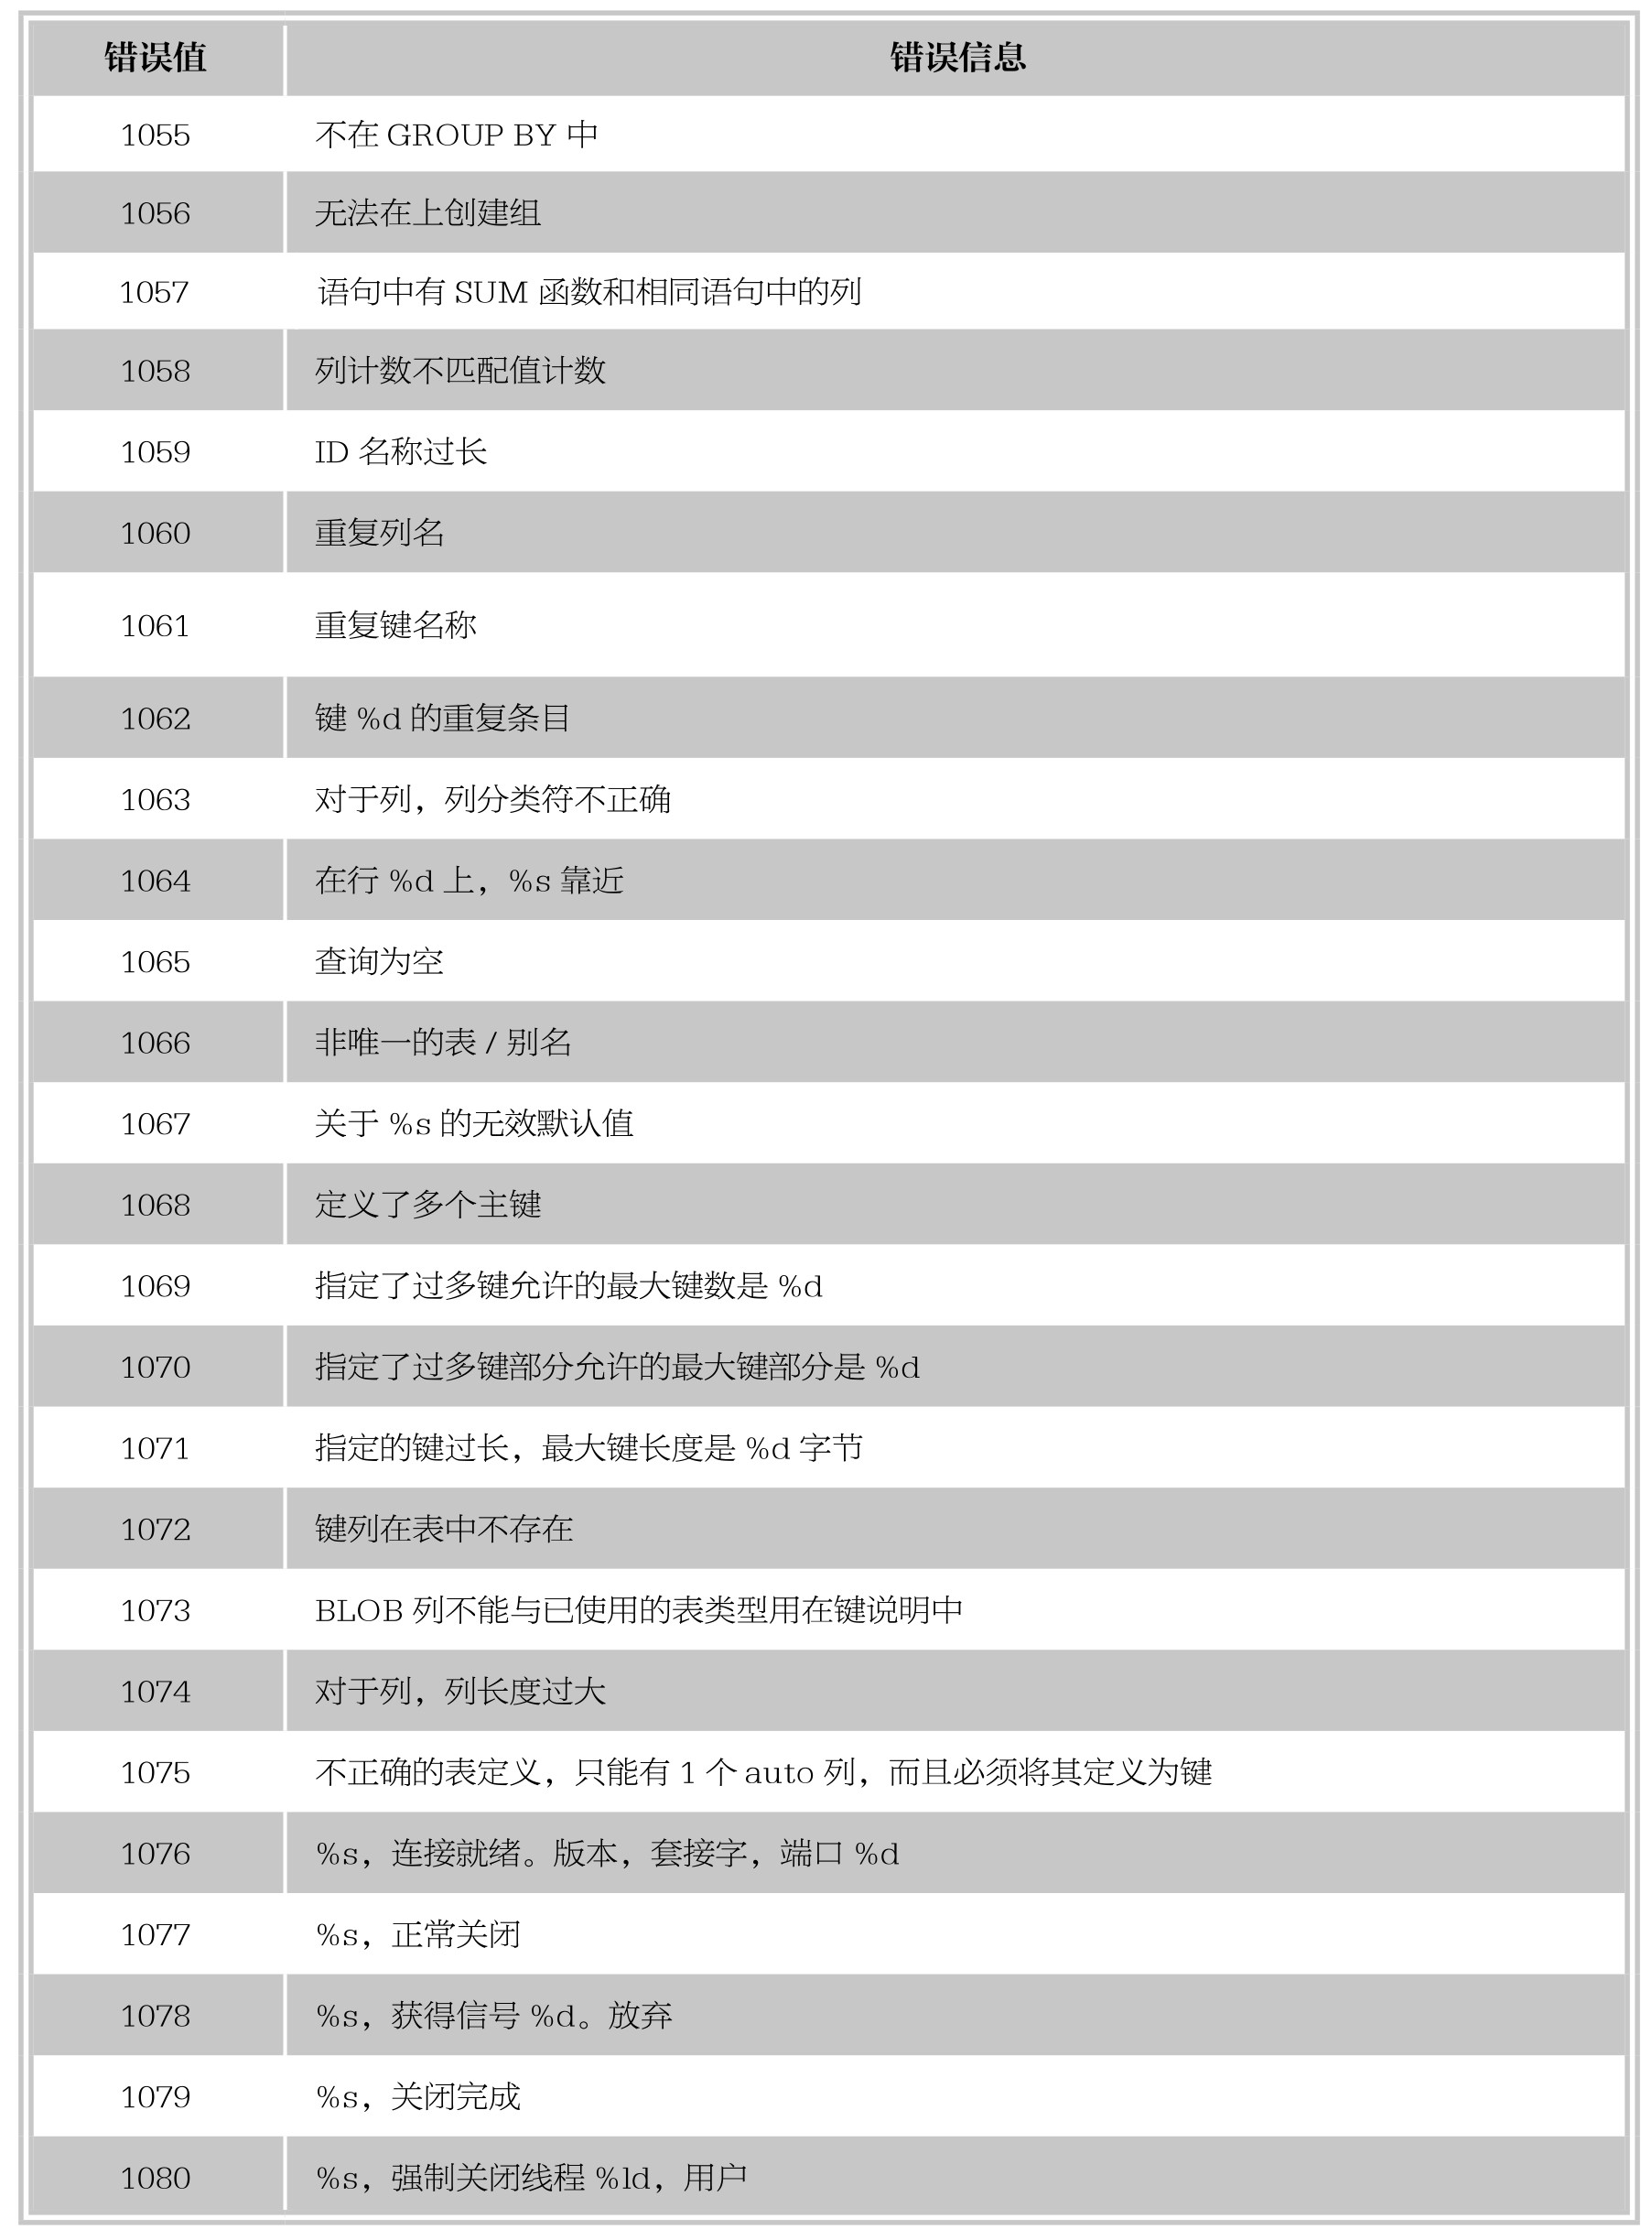 错误值 错误信息
1055 不在 GROUP BY 中
1056 无法在上创建组
1057 语句中有 SUM 函数和相同语句中的列
1058 列计数不匹配值计数
1059 ID 名称过长
1060 重复列名
1061 重复键名称
1062 键 %d 的重复条目
1063 对于列，列分类符不正确
1064 在行 %d 上，%s 靠近
1065 查询为空
1066 非唯一的表 / 别名
1067 关于 %s 的无效默认值
1068 定义了多个主键
1069 指定了过多键允许的最大键数是 %d
1070 指定了过多键部分允许的最大键部分是 %d
1071 指定的键过长，最大键长度是 %d 字节
1072 键列在表中不存在
1073 BLOB 列不能与已使用的表类型用在键说明中
1074 对于列，列长度过大
1075 不正确的表定义，只能有 1 个 auto 列，而且必须将其定义为键
1076 %s，连接就绪。版本，套接字，端口 %d
1077 %s，正常关闭
1078 %s，获得信号 %d。放弃
1079 %s，关闭完成
1080 %s，强制关闭线程 %ld，用户